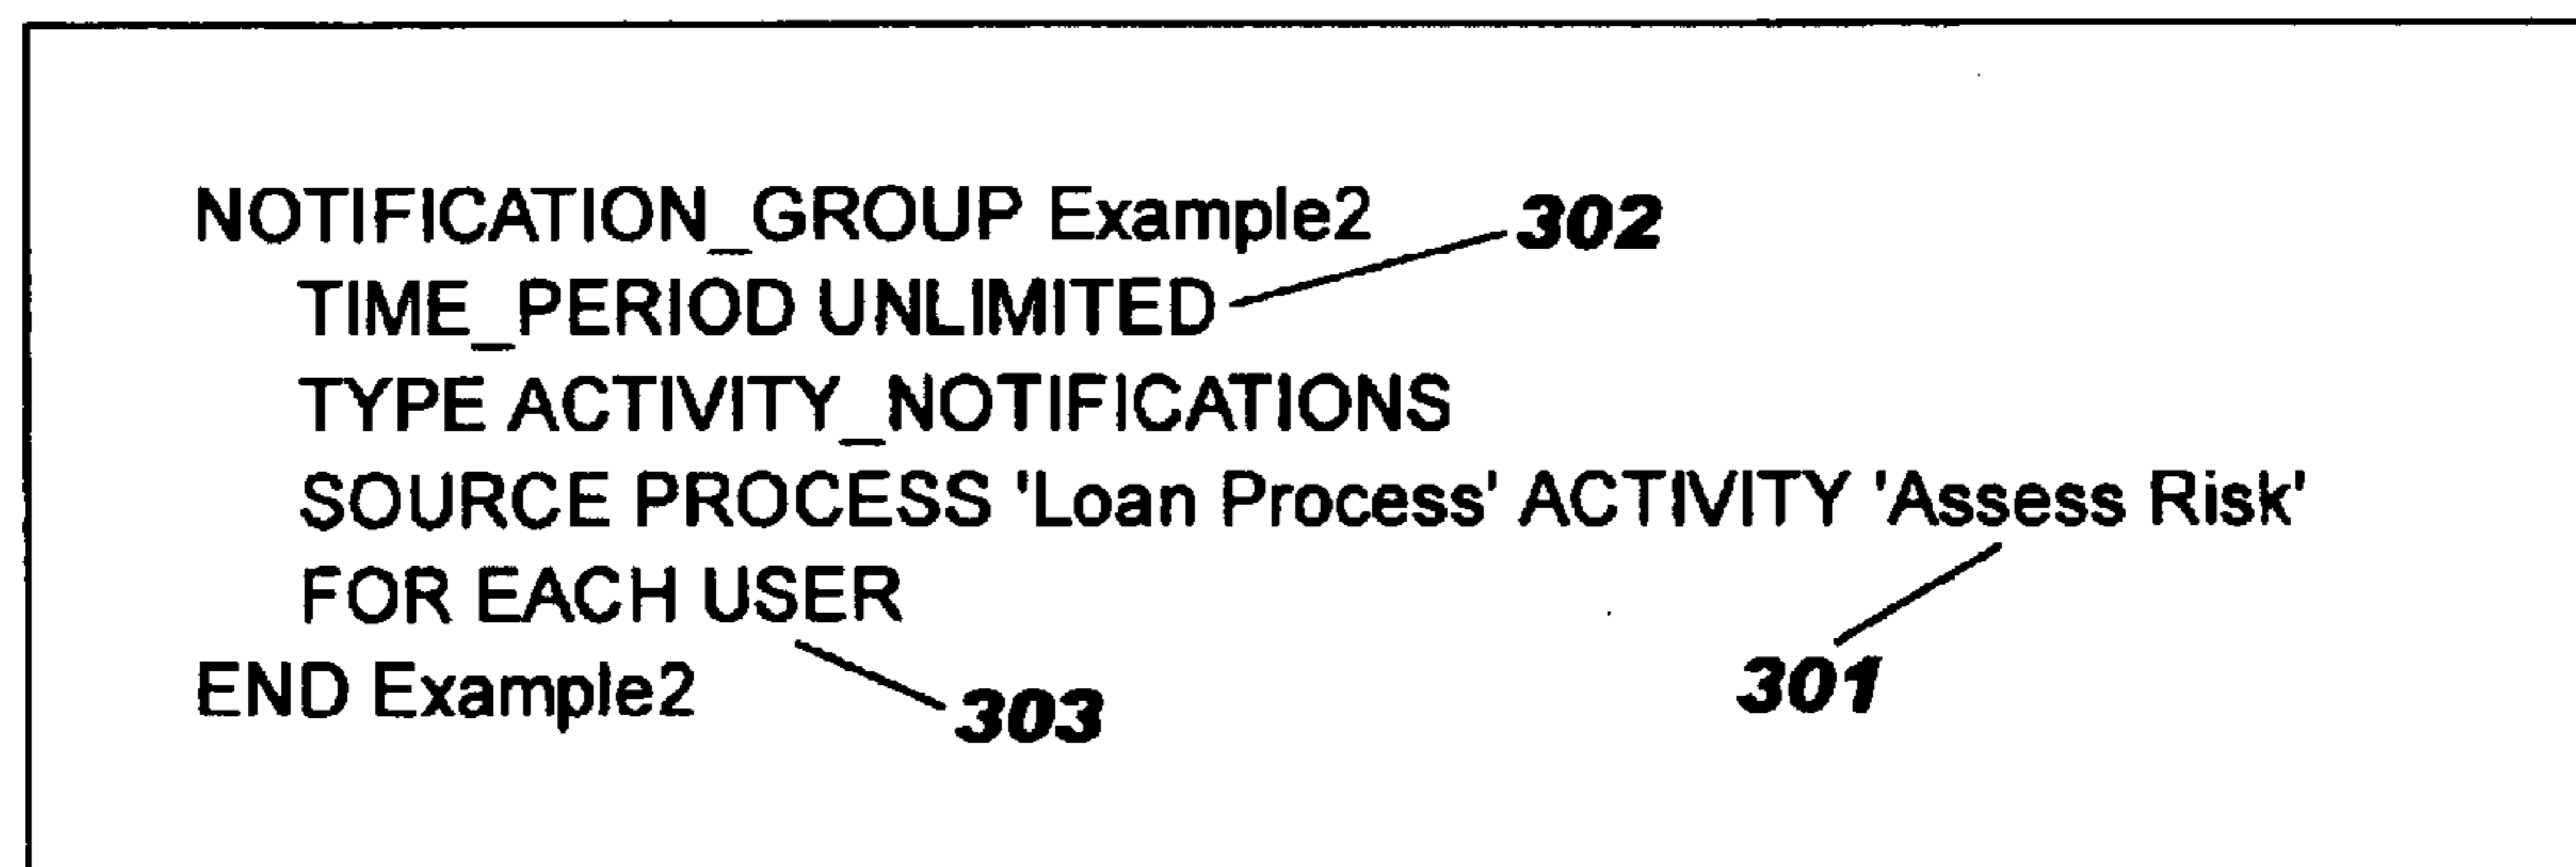 NOTIFICATION_GROUP Example2
302
TIME_PERIOD UNLIMITED
TYPE ACTIVITY_NOTIFICATIONS
SOURCE PROCESS 'Loan Process' ACTIVITY 'Assess Risk'
FOR EACH USER
301
END Example2
303